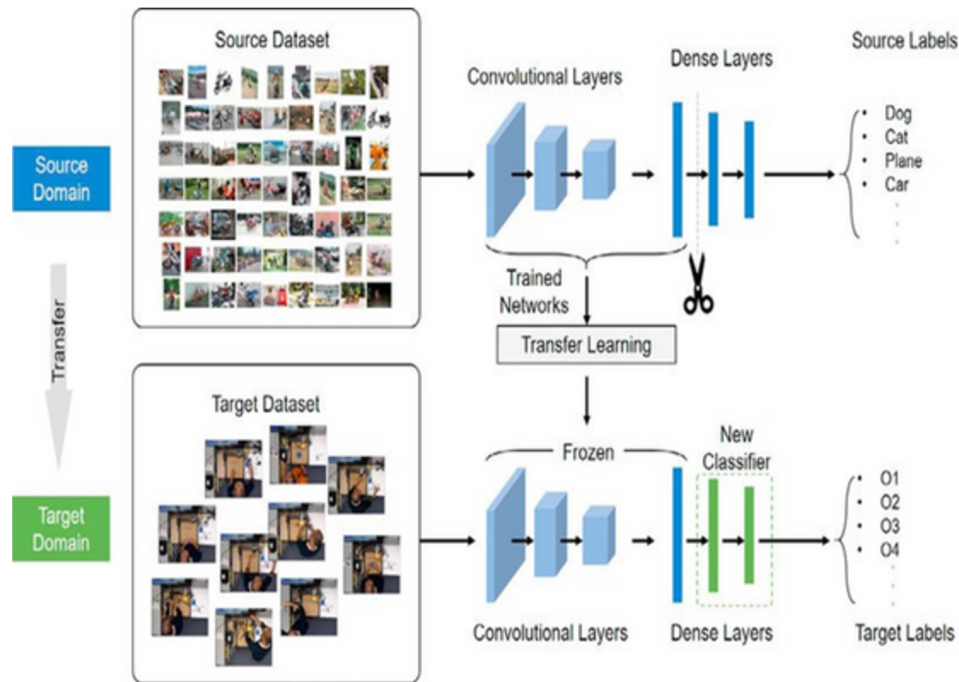 Source Dataset
Convolutional Layers
Dense Layers
Source Labels
• Dog
• Cat
• Plane
• Car
Source
Domain
Trained
Networks
Transfer Learning
Transfer
Target Dataset
Frozen
New
Classifier
• O1
• O2
• O3
• O4
Target
Domain
Convolutional Layers
Dense Layers
Target Labels